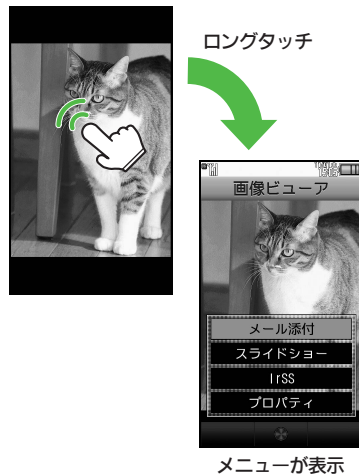 ロングタッチ
画像ビューア
メール添付
スライドショー
IrSS
プロパティ
メニューが表示